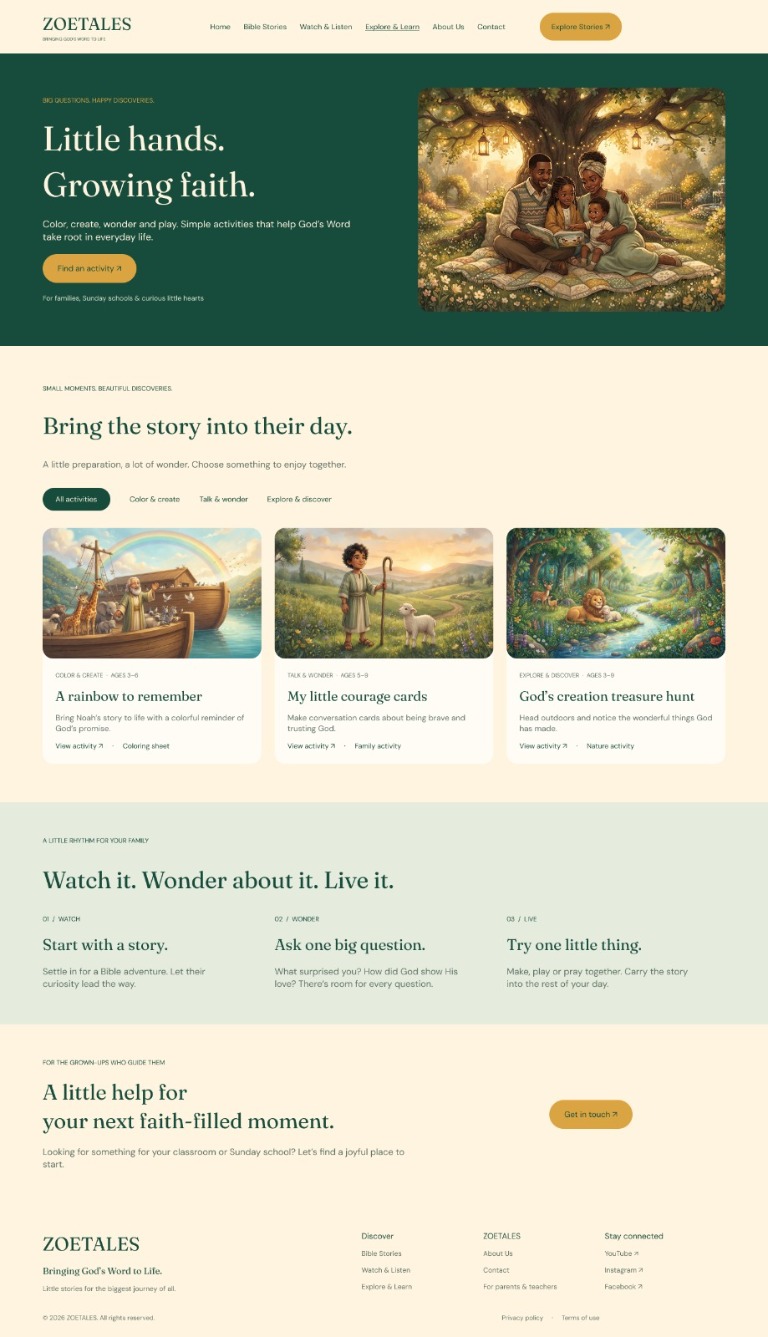 ZOETALES
BRINGING GOD'S WORD TO LIFE
Home Bible Stories Watch & Listen Explore & Learn About Us Contact Explore Stories ↗
BIG QUESTIONS. HAPPY DISCOVERIES.
Little hands.
Growing faith.
Color, create, wonder and play. Simple activities that help God's Word
take root in everyday life.
Find an activity ↗
For families, Sunday schools & curious little hearts
SMALL MOMENTS. BEAUTIFUL DISCOVERIES.
Bring the story into their day.
A little preparation, a lot of wonder. Choose something to enjoy together.
All activities Color & create Talk & wonder Explore & discover
COLOR & CREATE · AGES 3–6
A rainbow to remember
Bring Noah's story to life with a colorful reminder of
God's promise.
View activity ↗ · Coloring sheet
TALK & WONDER · AGES 5–9
My little courage cards
Make conversation cards about being brave and
trusting God.
View activity ↗ · Family activity
EXPLORE & DISCOVER · AGES 3–9
God's creation treasure hunt
Head outdoors and notice the wonderful things God
has made.
View activity ↗ · Nature activity
A LITTLE RHYTHM FOR YOUR FAMILY
Watch it. Wonder about it. Live it.
01 / WATCH
Start with a story.
Settle in for a Bible adventure. Let their
curiosity lead the way.
02 / WONDER
Ask one big question.
What surprised you? How did God show His
love? There's room for every question.
03 / LIVE
Try one little thing.
Make, play or pray together. Carry the story
into the rest of your day.
FOR THE GROWN-UPS WHO GUIDE THEM
A little help for
your next faith-filled moment.
Looking for something for your classroom or Sunday school? Let's find a joyful place to
start.
Get in touch ↗
ZOETALES
Bringing God's Word to Life.
Little stories for the biggest journey of all.
Discover
Bible Stories
Watch & Listen
Explore & Learn
ZOETALES
About Us
Contact
For parents & teachers
Stay connected
YouTube ↗
Instagram ↗
Facebook ↗
© 2026 ZOETALES. All rights reserved.
Privacy policy · Terms of use